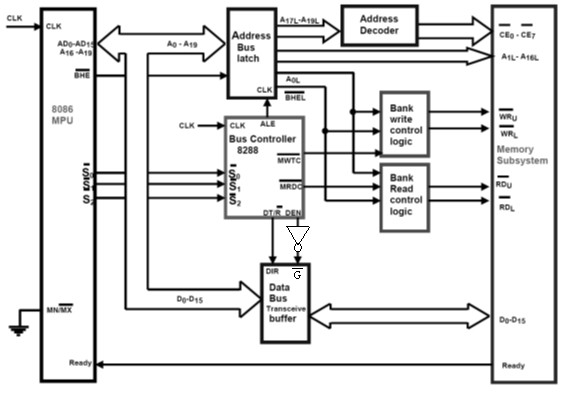 CLK
CLK
AD0-AD15
A16 -A19
BHE
8086
MPU
S0
S1
S2
MN/MX
Ready
A0 - A19
D0-D15
Address
Bus
latch
CLK
A17L-A19L
A0L
BHEL
Address
Decoder
CLK
CLK
ALE
Bus Controller
8288
MWTC
S0
S1
S2
MRDC
DT/R
DEN
DIR
G
Data
Bus
Transceive
buffer
Bank
write
control
logic
Bank
Read
control
logic
CE0 - CE7
A1L- A16L
WRU
WRL
Memory
Subsystem
RDU
RDL
D0-D15
Ready